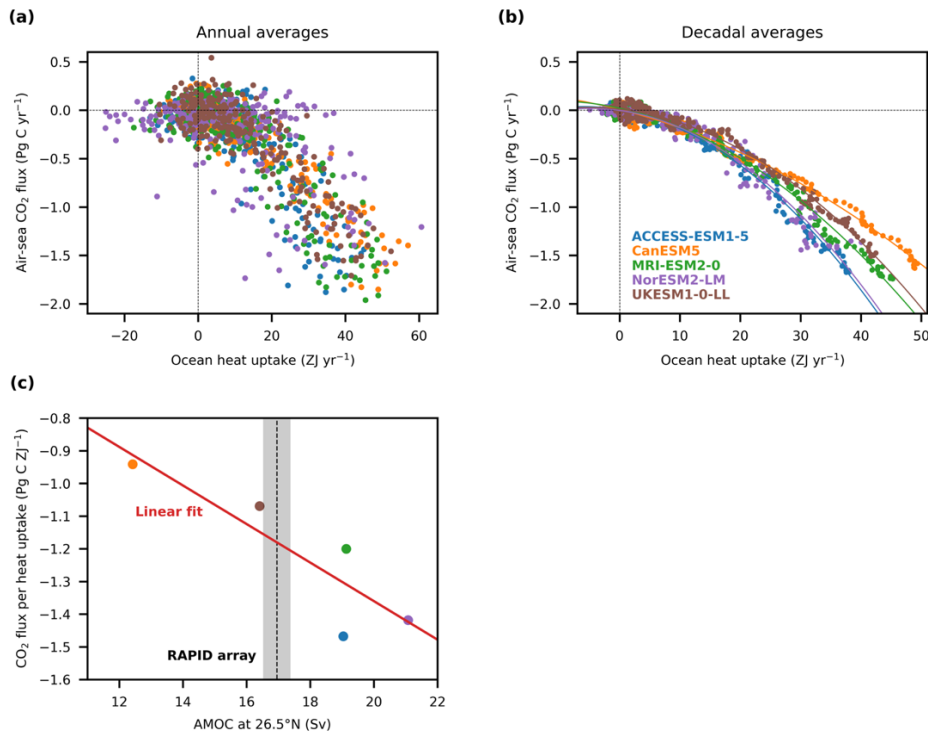 (a)
Annual averages
0.5
0.0
−0.5
−1.0
−1.5
−2.0
Air-sea CO₂ flux (Pg C yr⁻¹)
−20 0 20 40 60
Ocean heat uptake (ZJ yr⁻¹)
(b)
Decadal averages
0.5
0.0
−0.5
−1.0
−1.5
−2.0
Air-sea CO₂ flux (Pg C yr⁻¹)
ACCESS-ESM1-5
CanESM5
MRI-ESM2-0
NorESM2-LM
UKESM1-0-LL
0 10 20 30 40 50
Ocean heat uptake (ZJ yr⁻¹)
(c)
−0.8
−0.9
−1.0
−1.1
−1.2
−1.3
−1.4
−1.5
−1.6
CO₂ flux per heat uptake (Pg C ZJ⁻¹)
Linear fit
RAPID array
12 14 16 18 20 22
AMOC at 26.5°N (Sv)